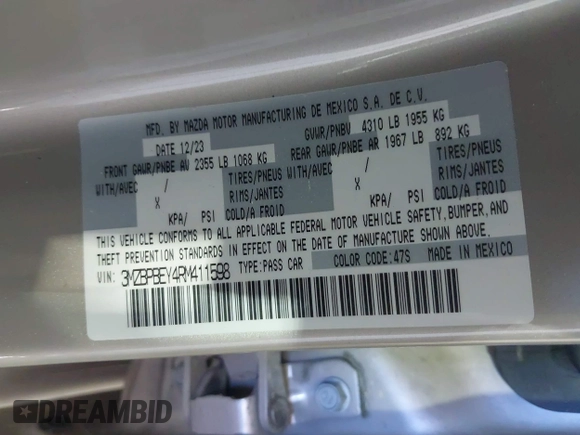 MFD. BY MAZDA MOTOR MANUFACTURING DE MEXICO S.A. DE C.V.
DATE 12/23 GVWR/PNBV 4310 LB 1955 KG
FRONT GAWR/PNBE AV 2355 LB 1068 KG REAR GAWR/PNBE AR 1967 LB 892 KG
WITH/AVEC / TIRES/PNEUS WITH/AVEC / TIRES/PNEUS
X RIMS/JANTES X RIMS/JANTES
KPA/ PSI COLD/A FROID KPA/ PSI COLD/A FROID
THIS VEHICLE CONFORMS TO ALL APPLICABLE FEDERAL MOTOR VEHICLE SAFETY, BUMPER, AND
THEFT PREVENTION STANDARDS IN EFFECT ON THE DATE OF MANUFACTURE SHOWN ABOVE.
VIN: 3MZBPBEY4RM411598 TYPE:PASS CAR COLOR CODE:47S MADE IN MEXICO
DREAMBID